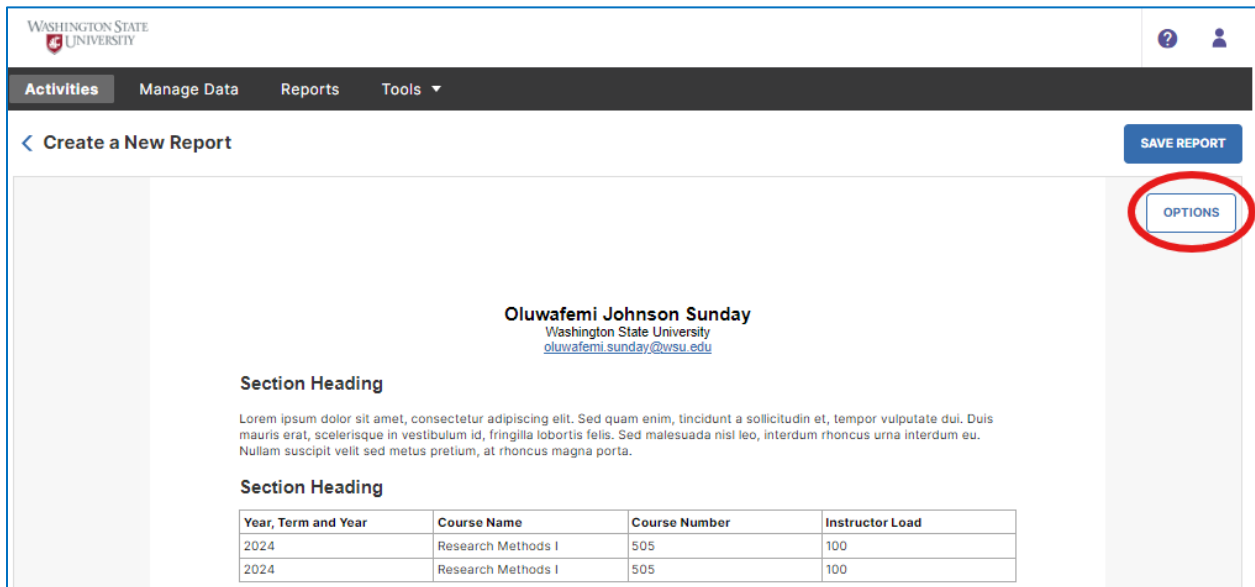 WASHINGTON STATE
UNIVERSITY
?
Activities Manage Data Reports Tools
Create a New Report
SAVE REPORT
OPTIONS
Oluwafemi Johnson Sunday
Washington State University
oluwafemi.sunday@wsu.edu
Section Heading
Lorem ipsum dolor sit amet, consectetur adipiscing elit. Sed quam enim, tincidunt a sollicitudin et, tempor vulputate dui. Duis
mauris erat, scelerisque in vestibulum id, fringilla lobortis felis. Sed malesuada nisl leo, interdum rhoncus urna interdum eu.
Nullam suscipit velit sed metus pretium, at rhoncus magna porta.
Section Heading
Year, Term and Year Course Name Course Number Instructor Load
2024 Research Methods I 505 100
2024 Research Methods I 505 100